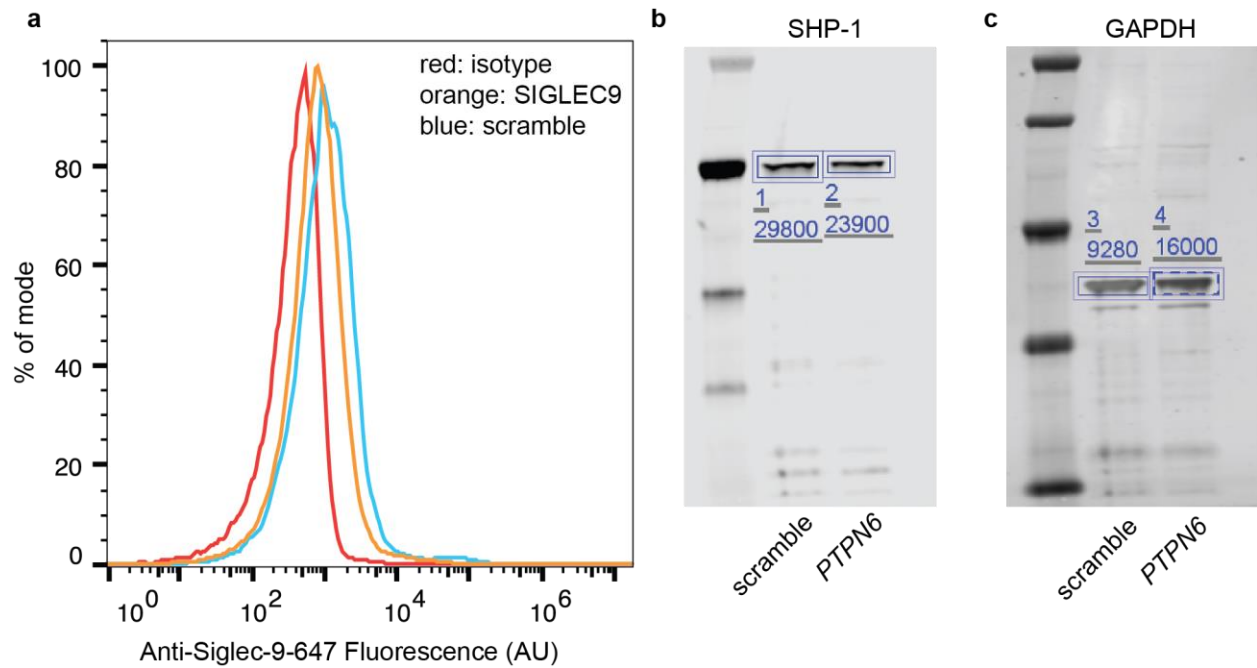 a
100
80
60
40
20
0
% of mode
red: isotype
orange: SIGLEC9
blue: scramble
10^0
10^2
10^4
10^6
Anti-Siglec-9-647 Fluorescence (AU)
b
SHP-1
1
29800
2
23900
scramble
PTPN6
c
GAPDH
3
9280
4
16000
scramble
PTPN6